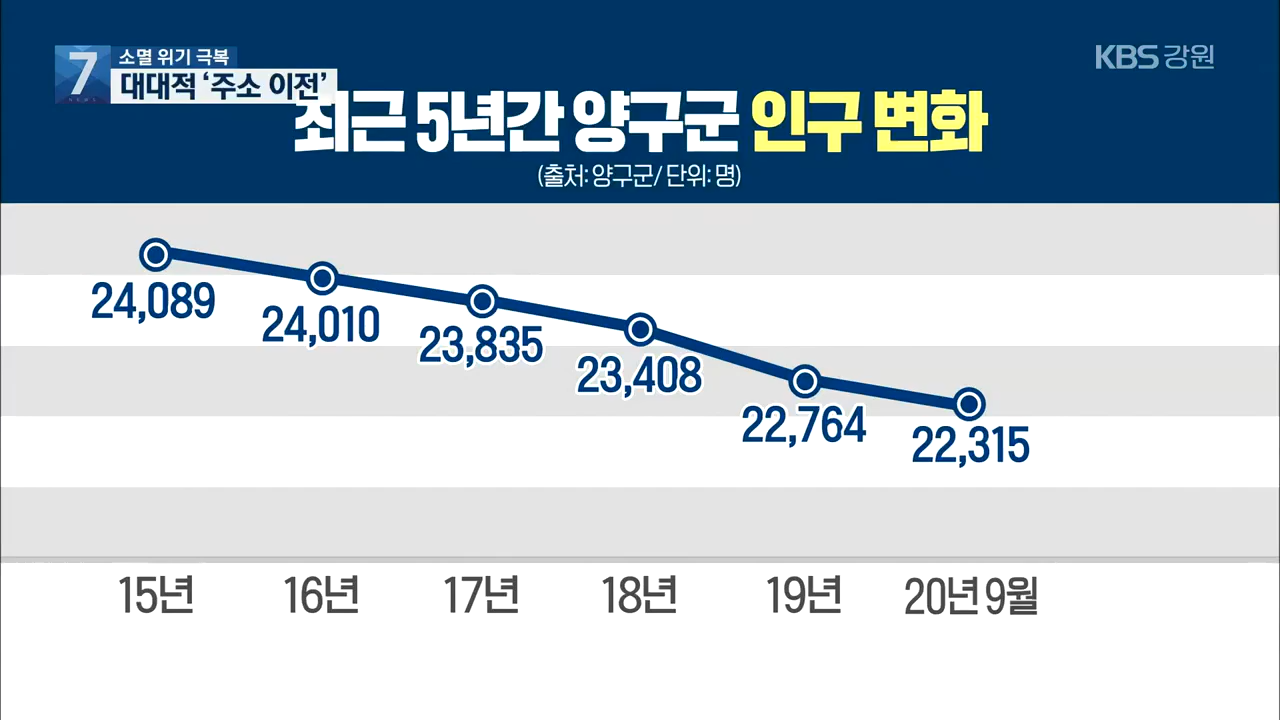 7
NEWS
소멸 위기 극복
대대적 ‘주소 이전’
KBS 강원
최근 5년간 양구군 인구 변화
(출처: 양구군/ 단위: 명)
24,089
24,010
23,835
23,408
22,764
22,315
15년
16년
17년
18년
19년
20년 9월